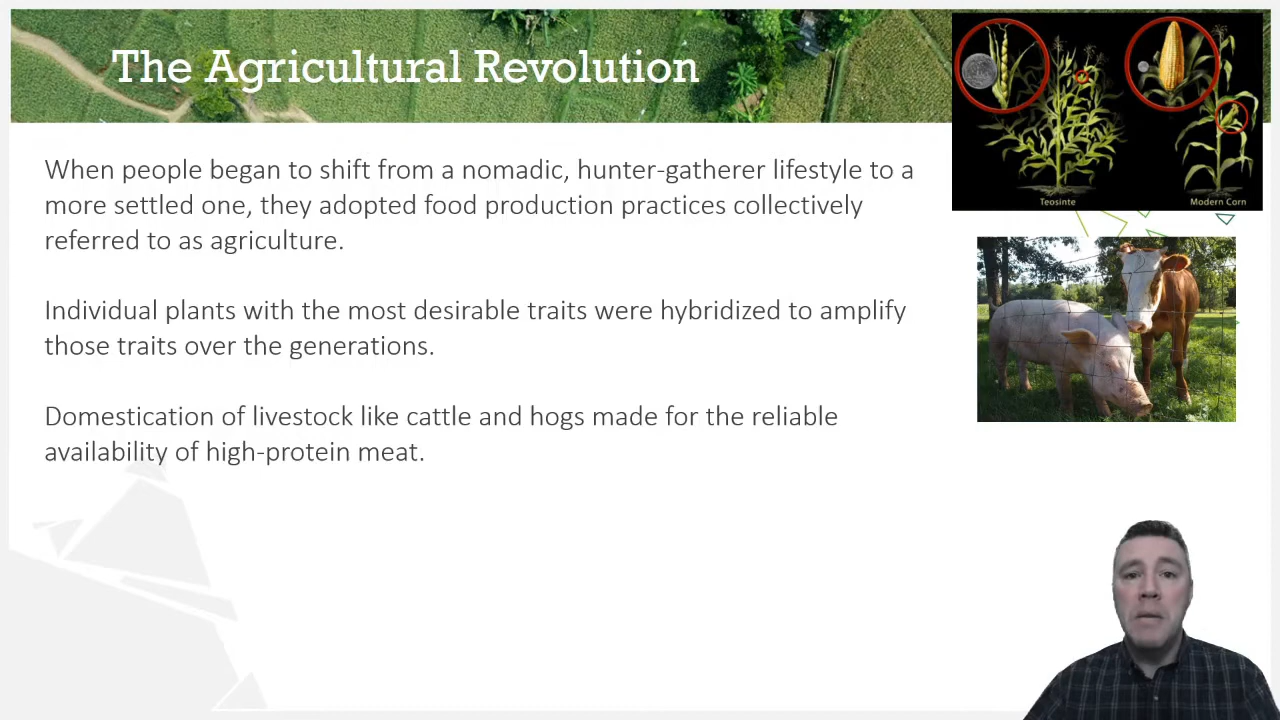 The Agricultural Revolution
When people began to shift from a nomadic, hunter-gatherer lifestyle to a
more settled one, they adopted food production practices collectively
referred to as agriculture.
Individual plants with the most desirable traits were hybridized to amplify
those traits over the generations.
Domestication of livestock like cattle and hogs made for the reliable
availability of high-protein meat.
Teosinte
Modern Corn